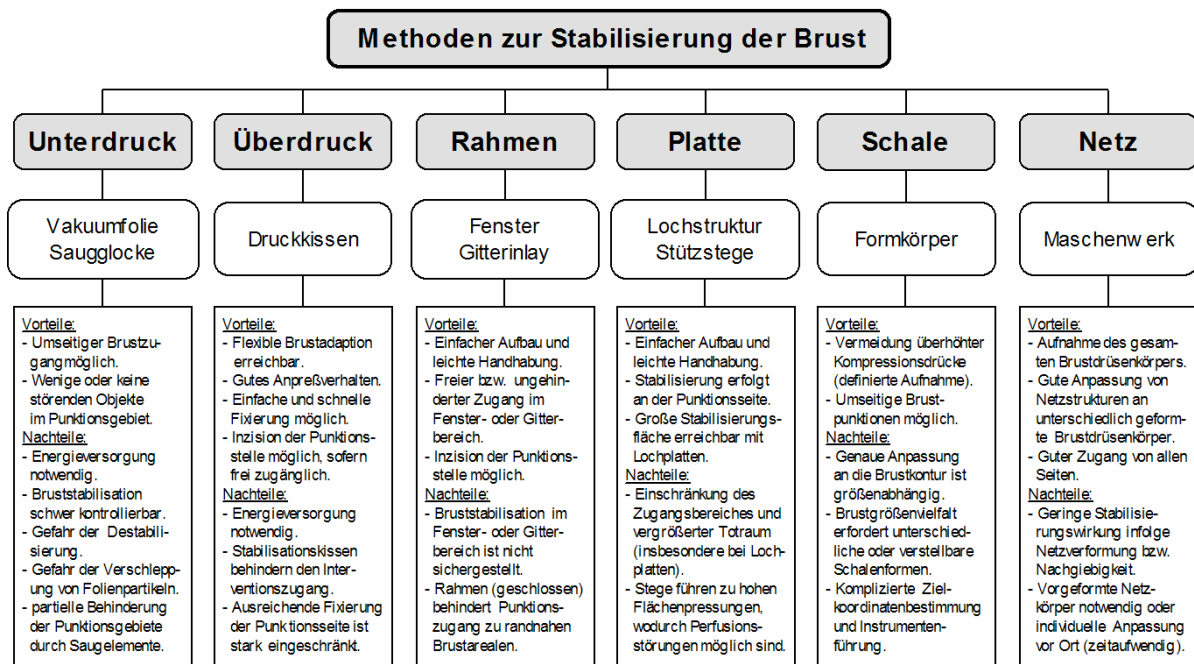 Methoden zur Stabilisierung der Brust
Unterdruck
Überdruck
Rahmen
Platte
Schale
Netz
Vakuumfolie
Saugglocke
Druckkissen
Fenster
Gitterinlay
Lochstruktur
Stützstege
Formkörper
Maschenwerk
Vorteile:
- Umseitiger Brustzu-
gang möglich.
- Wenige oder keine
störenden Objekte
im Punktionsgebiet.
Nachteile:
- Energieversorgung
notwendig.
- Bruststabilisation
schwer kontrollierbar.
- Gefahr der Destabili-
sierung.
- Gefahr der Verschlepp-
ung von Folienpartikeln.
- partielle Behinderung
der Punktionsgebiete
durch Saugelemente.
Vorteile:
- Flexible Brustadaption
erreichbar.
- Gutes Anpreßverhalten.
- Einfache und schnelle
Fixierung möglich.
- Inzision der Punktions-
stelle möglich, sofern
frei zugänglich.
Nachteile:
- Energieversorgung
notwendig.
- Stabilisationskissen
behindern den Inter-
ventionszugang.
- Ausreichende Fixierung
der Punktionsseite ist
stark eingeschränkt.
Vorteile:
- Einfacher Aufbau und
leichte Handhabung.
- Freier bzw. ungehin-
derter Zugang im
Fenster- oder Gitter-
bereich.
- Inzision der Punktions-
stelle möglich.
Nachteile:
- Bruststabilisation im
Fenster- oder Gitter-
bereich ist nicht
sichergestellt.
- Rahmen (geschlossen)
behindert Punktions-
zugang zu randnahen
Brustarealen.
Vorteile:
- Einfacher Aufbau und
leichte Handhabung.
- Stabilisierung erfolgt
an der Punktionsseite.
- Große Stabilisierungs-
fläche erreichbar mit
Lochplatten.
Nachteile:
- Einschränkung des
Zugangsbereiches und
vergrößerter Totraum
(insbesondere bei Loch-
platten).
- Stege führen zu hohen
Flächenpressungen,
wodurch Perfusions-
störungen möglich sind.
Vorteile:
- Vermeidung überhöhter
Kompressionsdrücke
(definierte Aufnahme).
- Umseitige Brust-
punktionen möglich.
Nachteile:
- Genaue Anpassung
an die Brustkontur ist
größenabhängig.
- Brustgrößenvielfalt
erfordert unterschied-
liche oder verstellbare
Schalenformen.
- Komplizierte Ziel-
koordinatenbestimmung
und Instrumenten-
führung.
Vorteile:
- Aufnahme des gesam-
ten Brustdrüsenkörpers.
- Gute Anpassung von
Netzstrukturen an
unterschiedlich geform-
te Brustdrüsenkörper.
- Guter Zugang von allen
Seiten.
Nachteile:
- Geringe Stabilisie-
rungswirkung infolge
Netzverformung bzw.
Nachgiebigkeit.
- Vorgeformte Netz-
körper notwendig oder
individuelle Anpassung
vor Ort (zeitaufwendig).